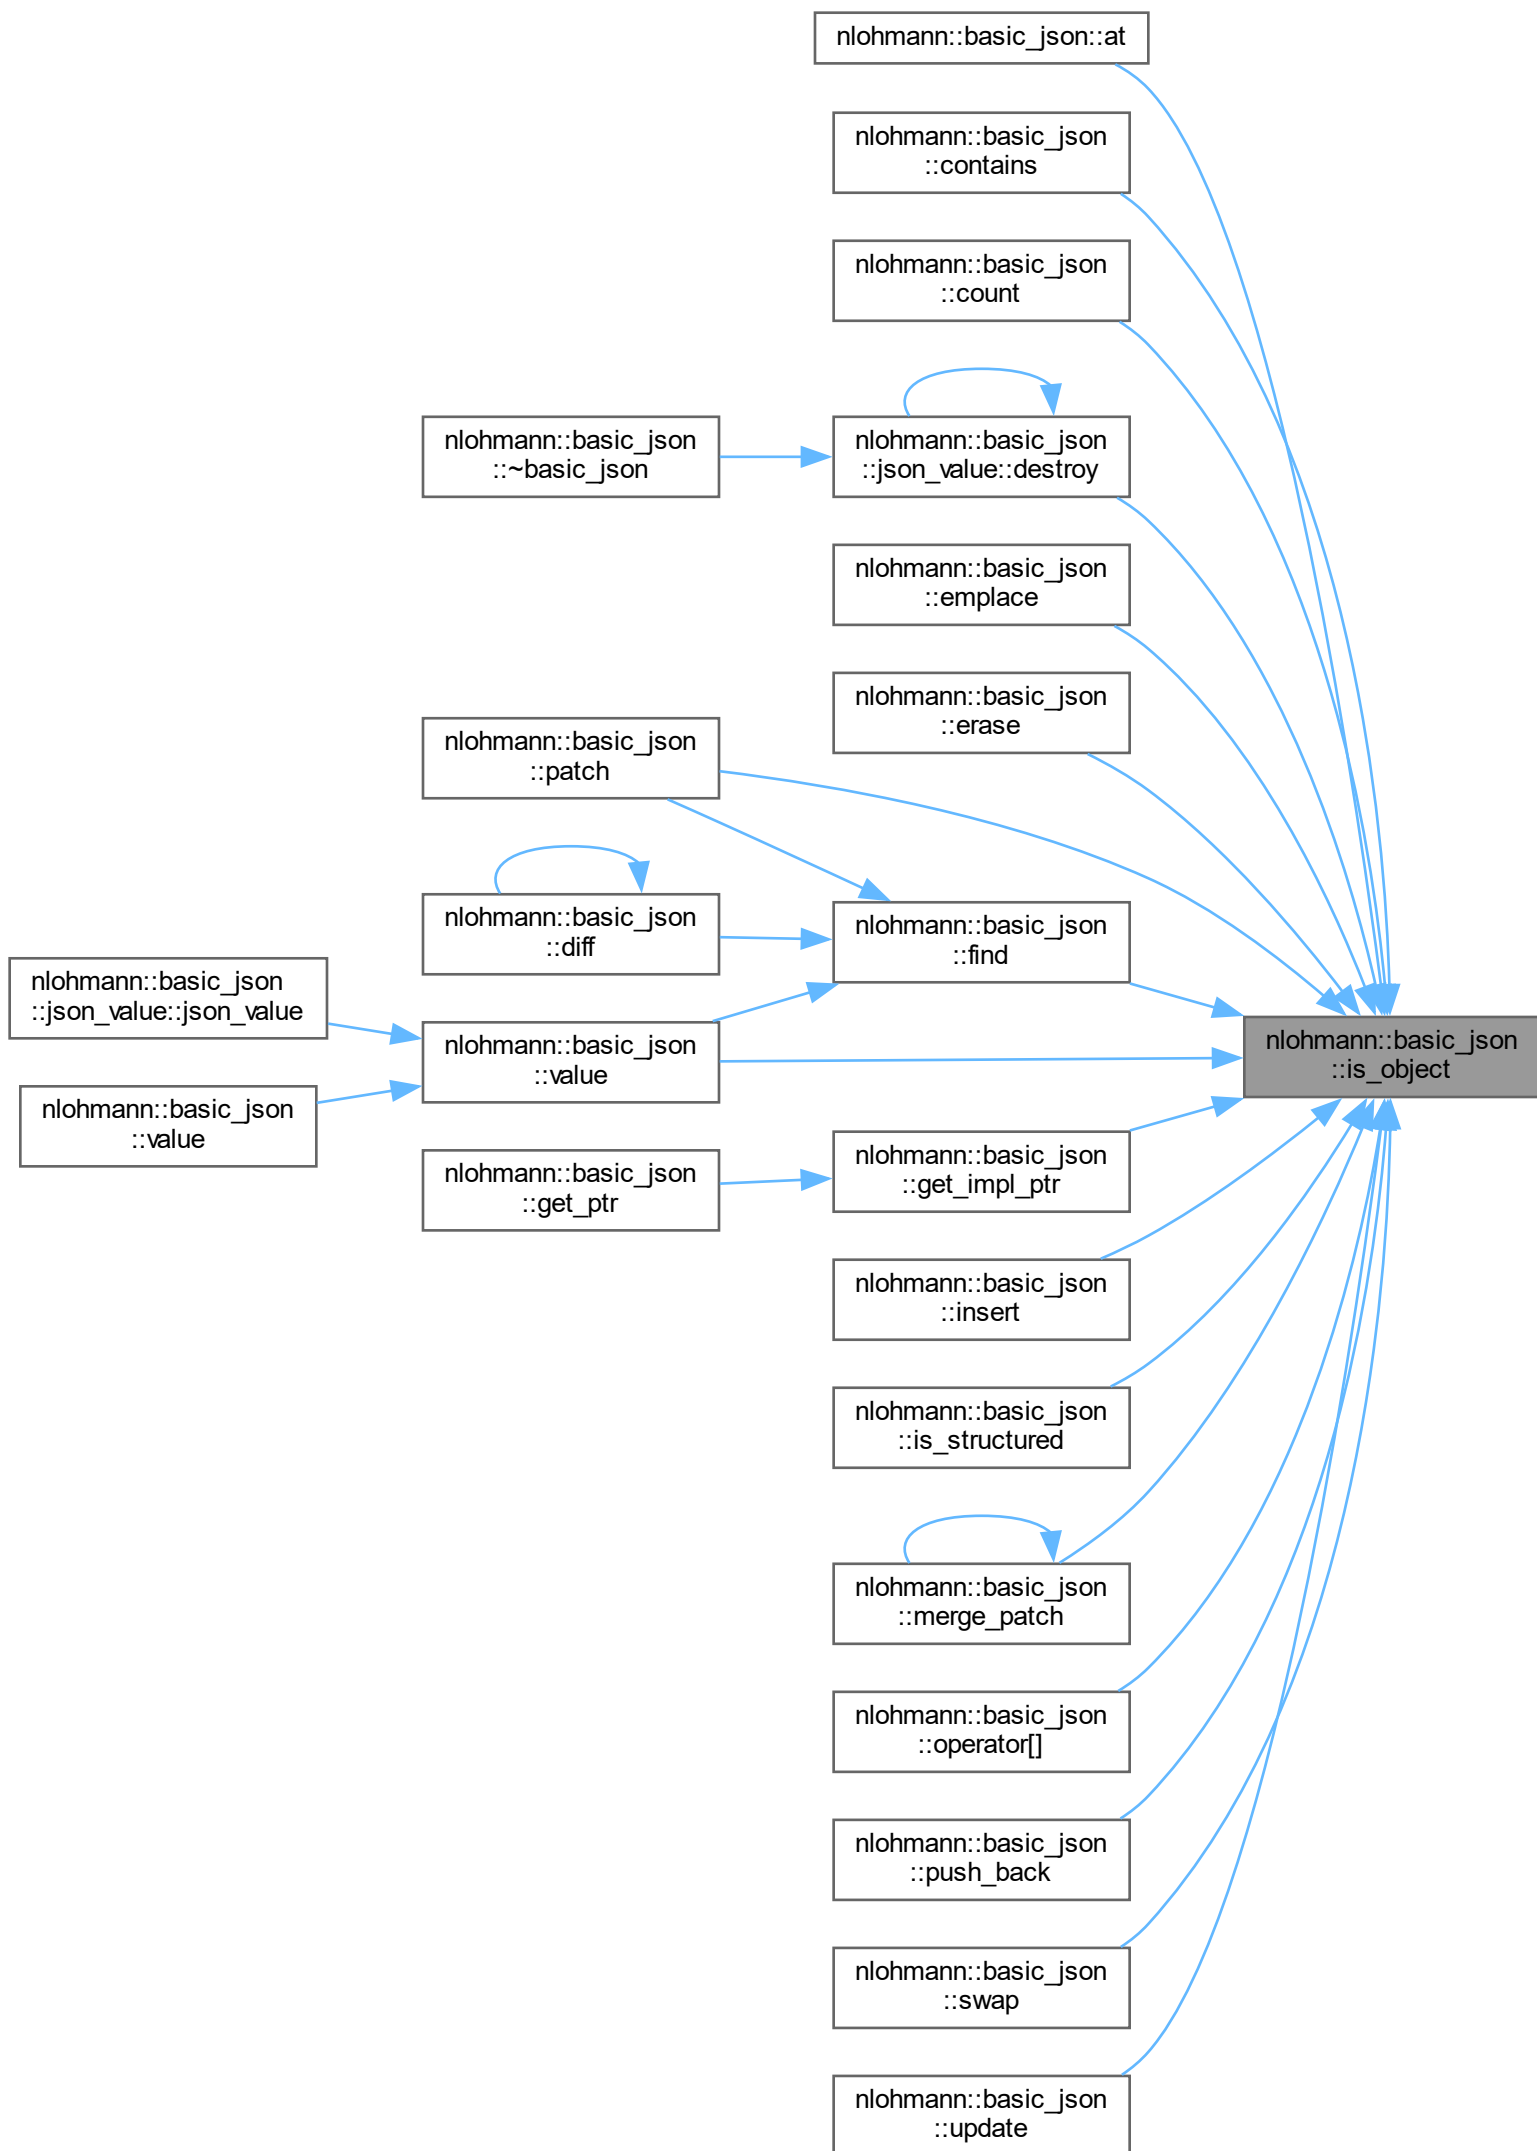 nlohmann::basic_json::at
nlohmann::basic_json
::contains
nlohmann::basic_json
::count
nlohmann::basic_json
::~basic_json
nlohmann::basic_json
::json_value::destroy
nlohmann::basic_json
::emplace
nlohmann::basic_json
::erase
nlohmann::basic_json
::patch
nlohmann::basic_json
::diff
nlohmann::basic_json
::find
nlohmann::basic_json
::json_value::json_value
nlohmann::basic_json
::value
nlohmann::basic_json
::is_object
nlohmann::basic_json
::value
nlohmann::basic_json
::get_ptr
nlohmann::basic_json
::get_impl_ptr
nlohmann::basic_json
::insert
nlohmann::basic_json
::is_structured
nlohmann::basic_json
::merge_patch
nlohmann::basic_json
::operator[]
nlohmann::basic_json
::push_back
nlohmann::basic_json
::swap
nlohmann::basic_json
::update